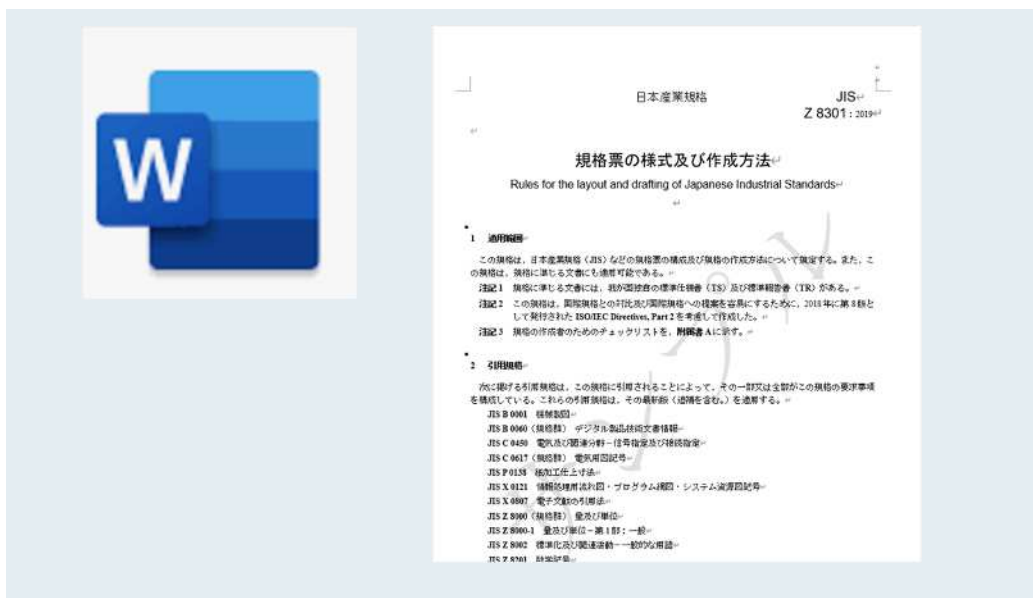 W
日本産業規格
JIS
Z 8301：2019
規格票の様式及び作成方法
Rules for the layout and drafting of Japanese Industrial Standards
1 適用範囲
この規格は，日本産業規格（JIS）などの規格票の構成及び規格の作成方法について規定する。また，こ
の規格は，規格に準じる文書にも適用可能である。
注記1 規格に準じる文書には，我が国独自の標準仕様書（TS）及び標準報告書（TR）がある。
注記2 この規格は，国際規格との対比及び国際規格への提案を容易にするために，2018年に第8版と
して発行された ISO/IEC Directives, Part 2 を考慮して作成した。
注記3 規格の作成者のためのチェックリストを，附属書Aに示す。
2 引用規格
次に掲げる引用規格は，この規格に引用されることによって，その一部又は全部がこの規格の要求事項
を構成している。これらの引用規格は，その最新版（追補を含む。）を適用する。
JIS B 0001 機械製図
JIS B 0060（規格群） デジタル製品技術文書情報
JIS C 0450 電気及び関連分野－信号指定及び接続指定
JIS C 0617（規格群） 電気用図記号
JIS P 0138 紙加工仕上寸法
JIS X 0121 情報処理用流れ図・プログラム網図・システム資源図記号
JIS X 0807 電子文献の引用法
JIS Z 8000（規格群） 量及び単位
JIS Z 8000-1 量及び単位－第1部：一般
JIS Z 8002 標準化及び関連活動－一般的な用語
JIS Z 8201 数学記号
サンプル